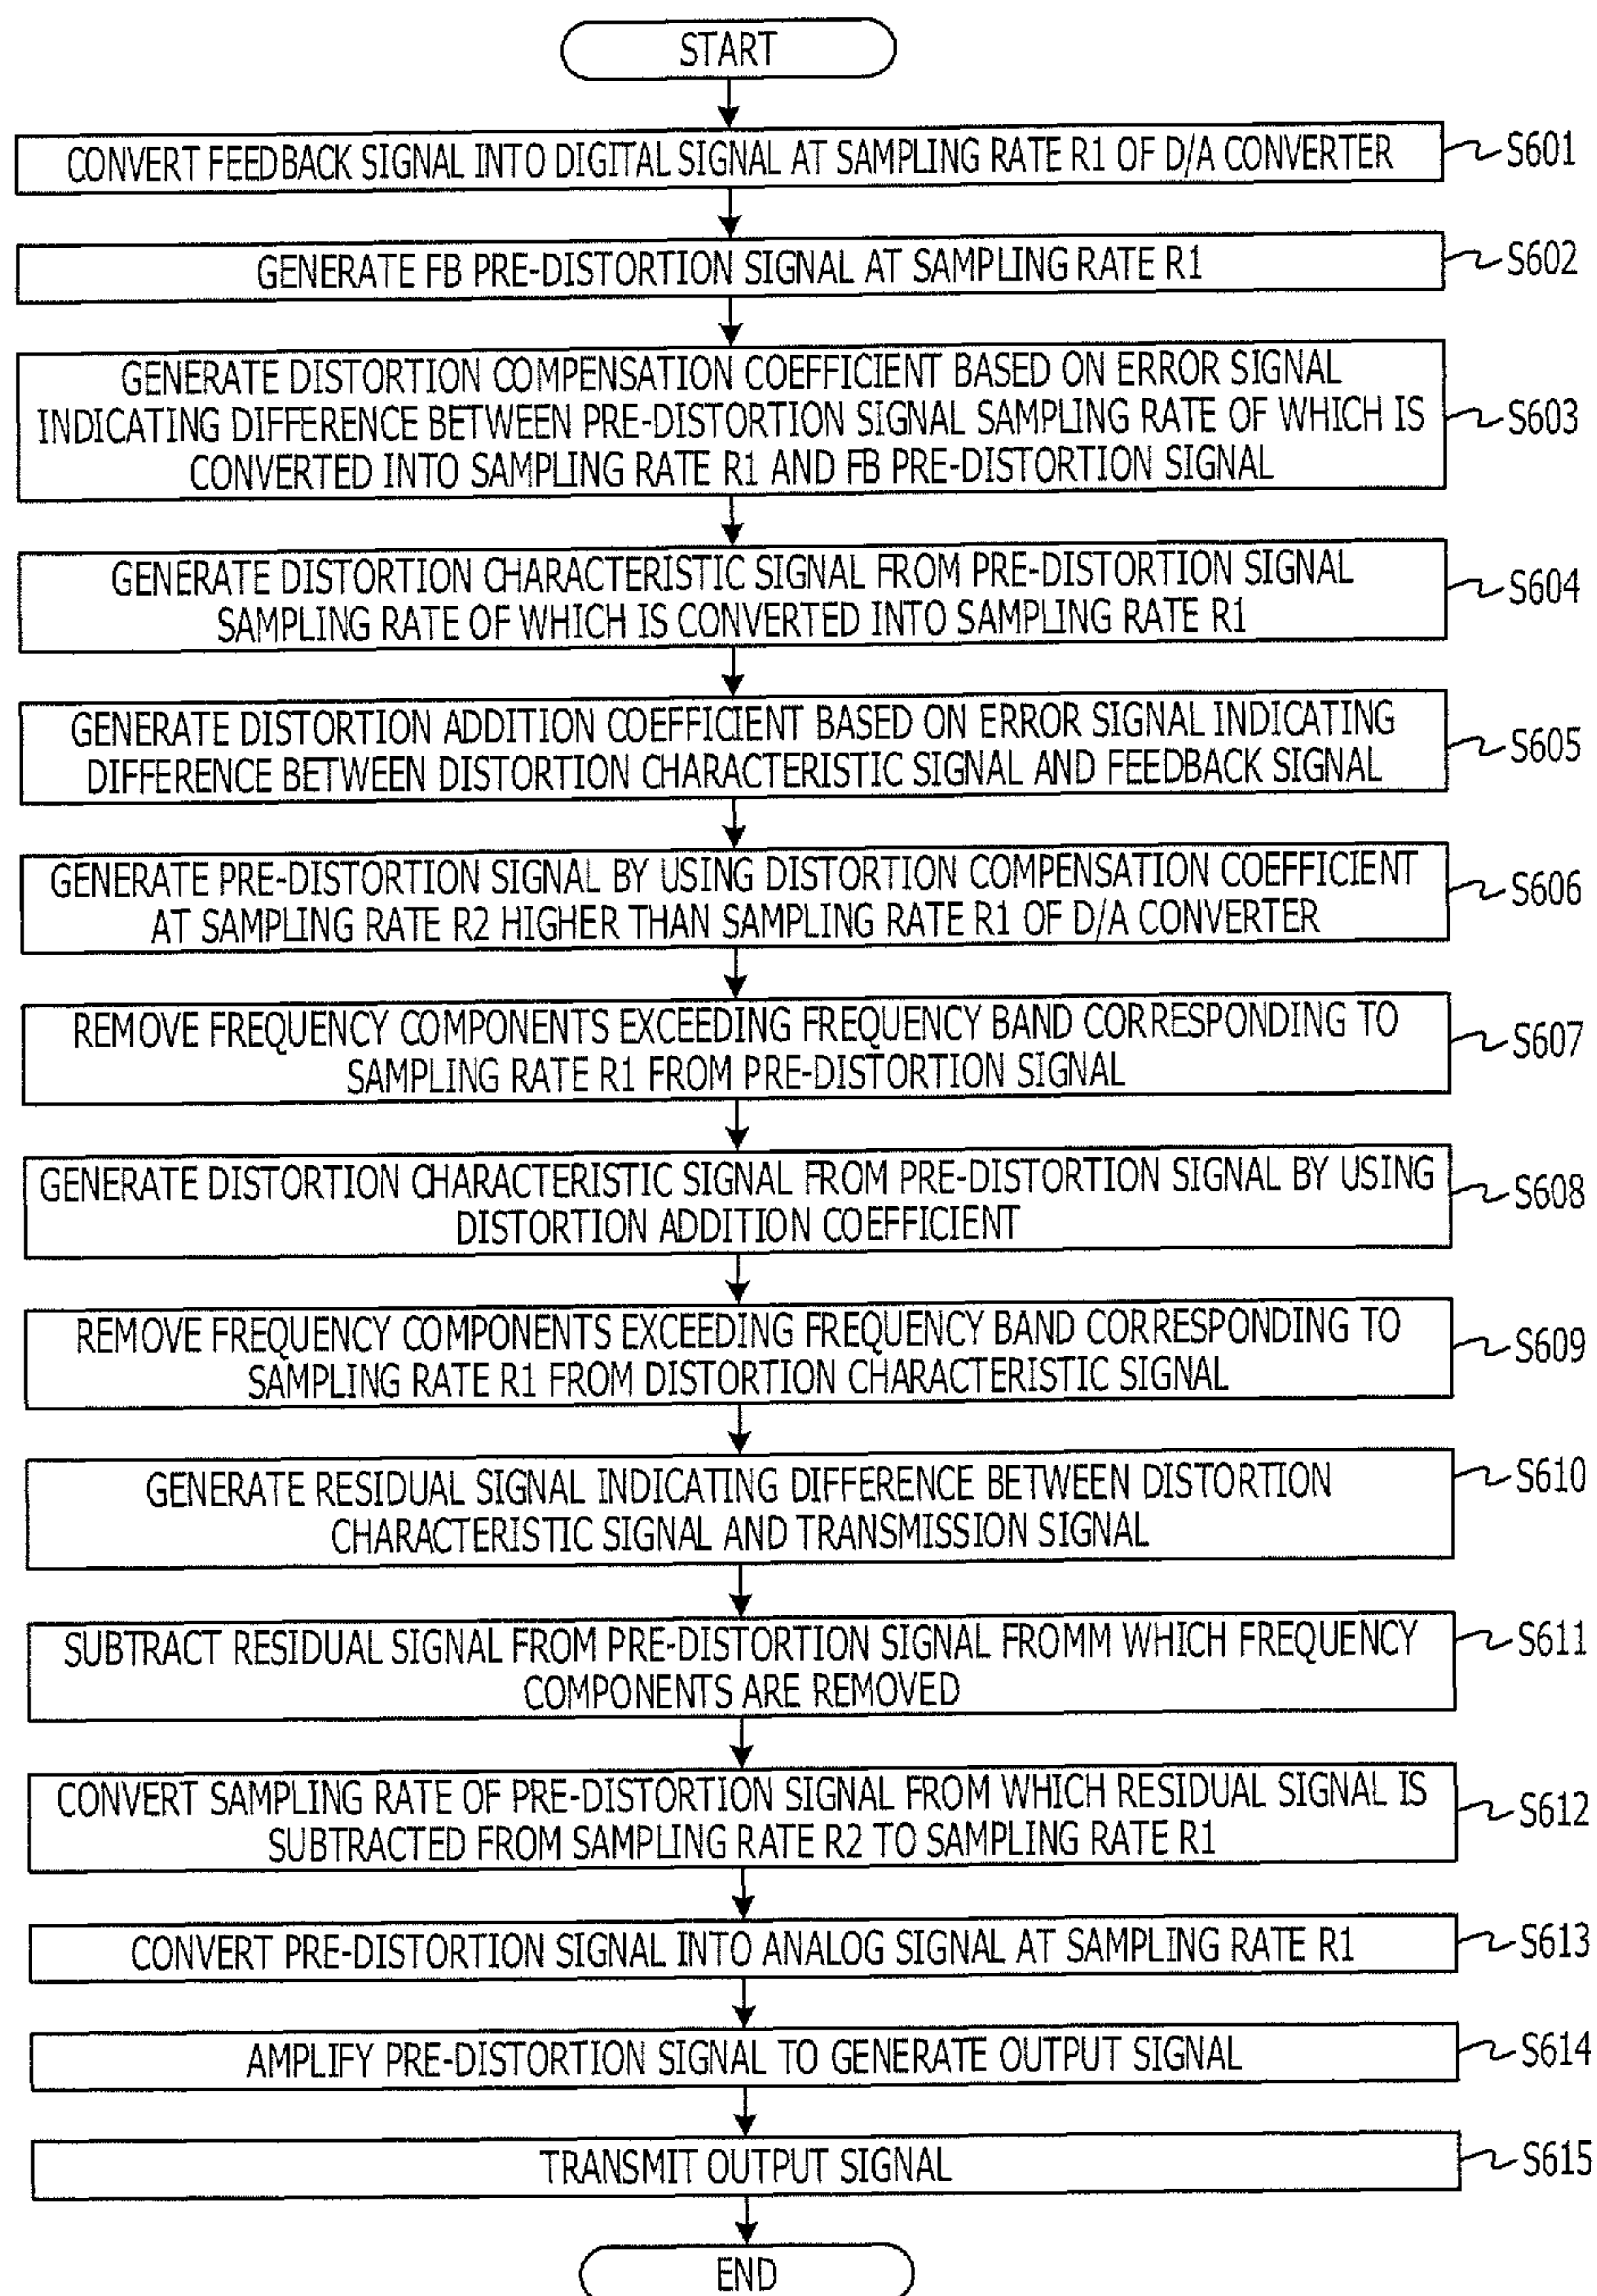 START
CONVERT FEEDBACK SIGNAL INTO DIGITAL SIGNAL AT SAMPLING RATE R1 OF D/A CONVERTER
S601
GENERATE FB PRE-DISTORTION SIGNAL AT SAMPLING RATE R1
S602
GENERATE DISTORTION COMPENSATION COEFFICIENT BASED ON ERROR SIGNAL
INDICATING DIFFERENCE BETWEEN PRE-DISTORTION SIGNAL SAMPLING RATE OF WHICH IS
CONVERTED INTO SAMPLING RATE R1 AND FB PRE-DISTORTION SIGNAL
S603
GENERATE DISTORTION CHARACTERISTIC SIGNAL FROM PRE-DISTORTION SIGNAL
SAMPLING RATE OF WHICH IS CONVERTED INTO SAMPLING RATE R1
S604
GENERATE DISTORTION ADDITION COEFFICIENT BASED ON ERROR SIGNAL INDICATING
DIFFERENCE BETWEEN DISTORTION CHARACTERISTIC SIGNAL AND FEEDBACK SIGNAL
S605
GENERATE PRE-DISTORTION SIGNAL BY USING DISTORTION COMPENSATION COEFFICIENT
AT SAMPLING RATE R2 HIGHER THAN SAMPLING RATE R1 OF D/A CONVERTER
S606
REMOVE FREQUENCY COMPONENTS EXCEEDING FREQUENCY BAND CORRESPONDING TO
SAMPLING RATE R1 FROM PRE-DISTORTION SIGNAL
S607
GENERATE DISTORTION CHARACTERISTIC SIGNAL FROM PRE-DISTORTION SIGNAL BY USING
DISTORTION ADDITION COEFFICIENT
S608
REMOVE FREQUENCY COMPONENTS EXCEEDING FREQUENCY BAND CORRESPONDING TO
SAMPLING RATE R1 FROM DISTORTION CHARACTERISTIC SIGNAL
S609
GENERATE RESIDUAL SIGNAL INDICATING DIFFERENCE BETWEEN DISTORTION
CHARACTERISTIC SIGNAL AND TRANSMISSION SIGNAL
S610
SUBTRACT RESIDUAL SIGNAL FROM PRE-DISTORTION SIGNAL FROMM WHICH FREQUENCY
COMPONENTS ARE REMOVED
S611
CONVERT SAMPLING RATE OF PRE-DISTORTION SIGNAL FROM WHICH RESIDUAL SIGNAL IS
SUBTRACTED FROM SAMPLING RATE R2 TO SAMPLING RATE R1
S612
CONVERT PRE-DISTORTION SIGNAL INTO ANALOG SIGNAL AT SAMPLING RATE R1
S613
AMPLIFY PRE-DISTORTION SIGNAL TO GENERATE OUTPUT SIGNAL
S614
TRANSMIT OUTPUT SIGNAL
S615
END